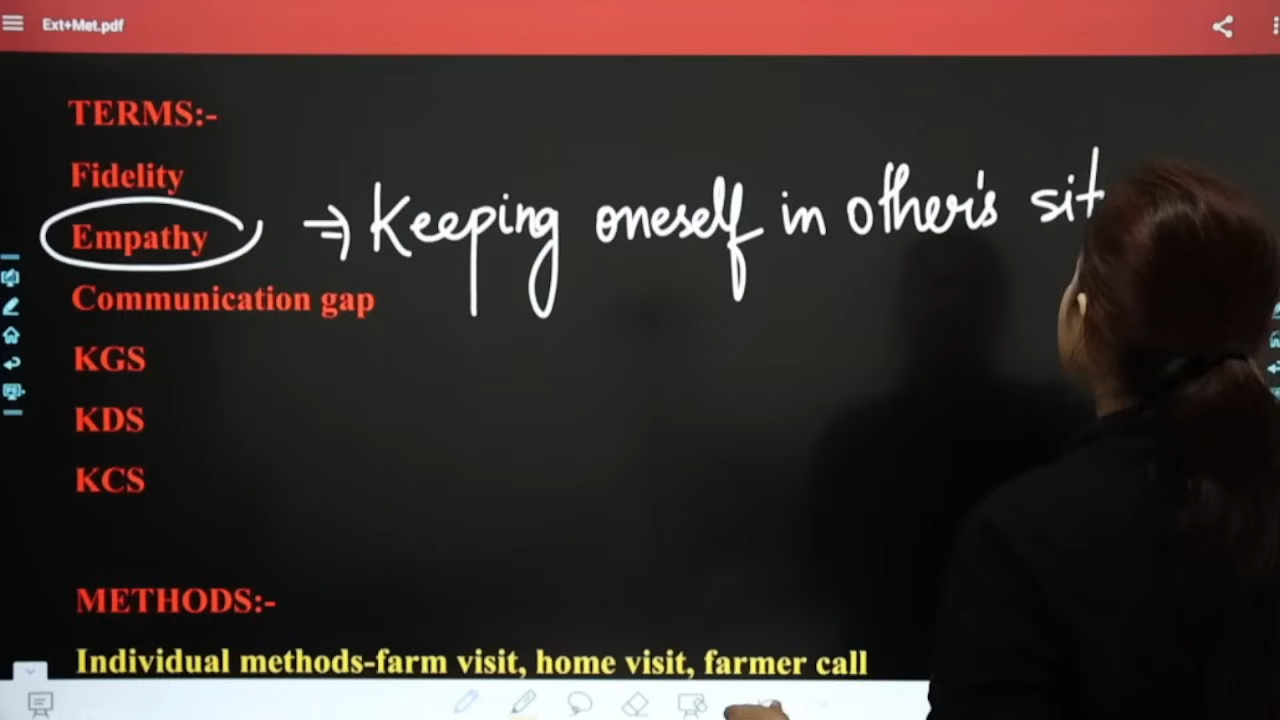 Ext+Met.pdf
TERMS:-
Fidelity
Empathy ⇒ Keeping oneself in other's sit
Communication gap
KGS
KDS
KCS
METHODS:-
Individual methods-farm visit, home visit, farmer call